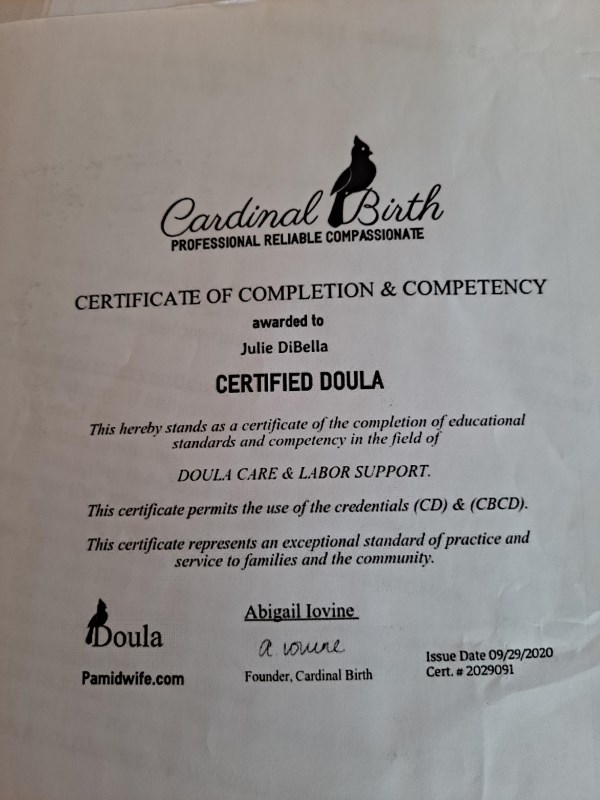 Cardinal Birth
PROFESSIONAL RELIABLE COMPASSIONATE
CERTIFICATE OF COMPLETION & COMPETENCY
awarded to
Julie DiBella
CERTIFIED DOULA
This hereby stands as a certificate of the completion of educational
standards and competency in the field of
DOULA CARE & LABOR SUPPORT.
This certificate permits the use of the credentials (CD) & (CBCD).
This certificate represents an exceptional standard of practice and
service to families and the community.
Doula
Pamidwife.com
Abigail Iovine
a iovine
Founder, Cardinal Birth
Issue Date 09/29/2020
Cert. # 2029091